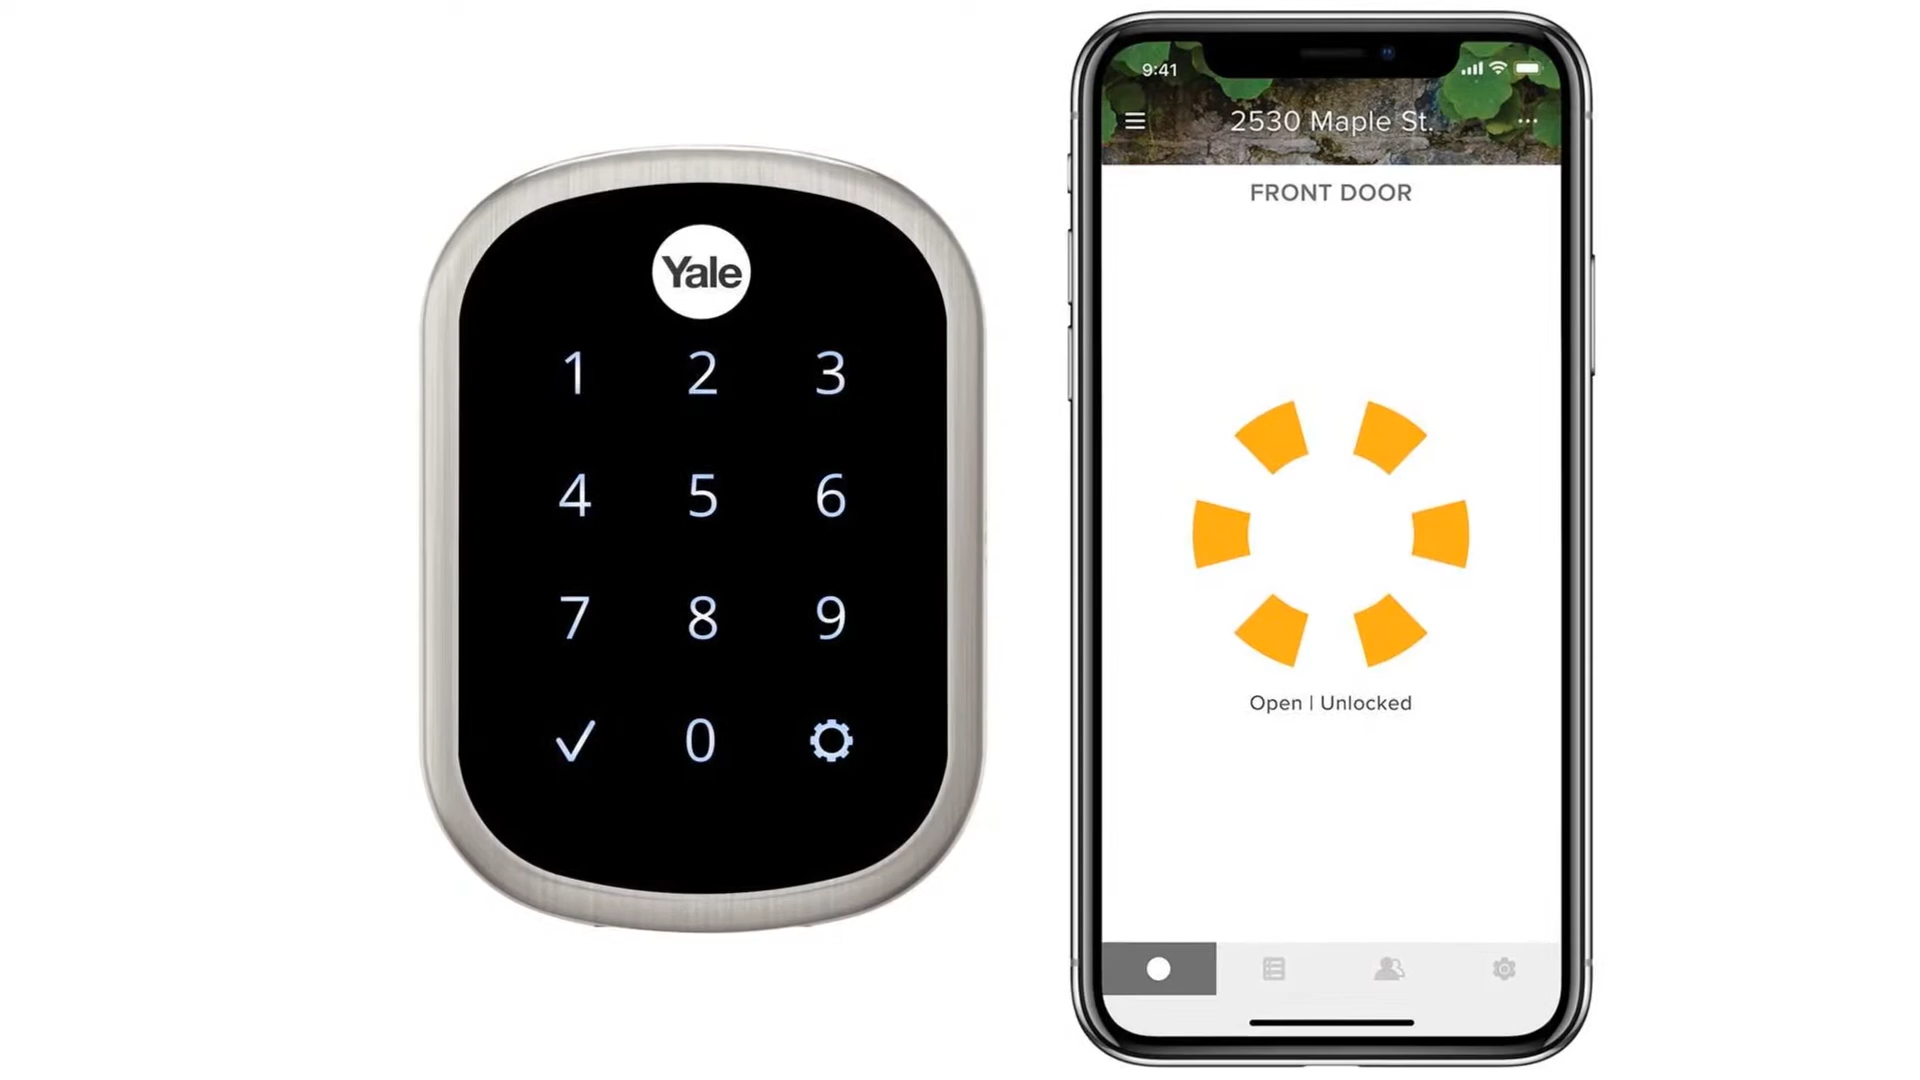 Yale
1 2 3
4 5 6
7 8 9
0
9:41
2530 Maple St.
FRONT DOOR
Open | Unlocked